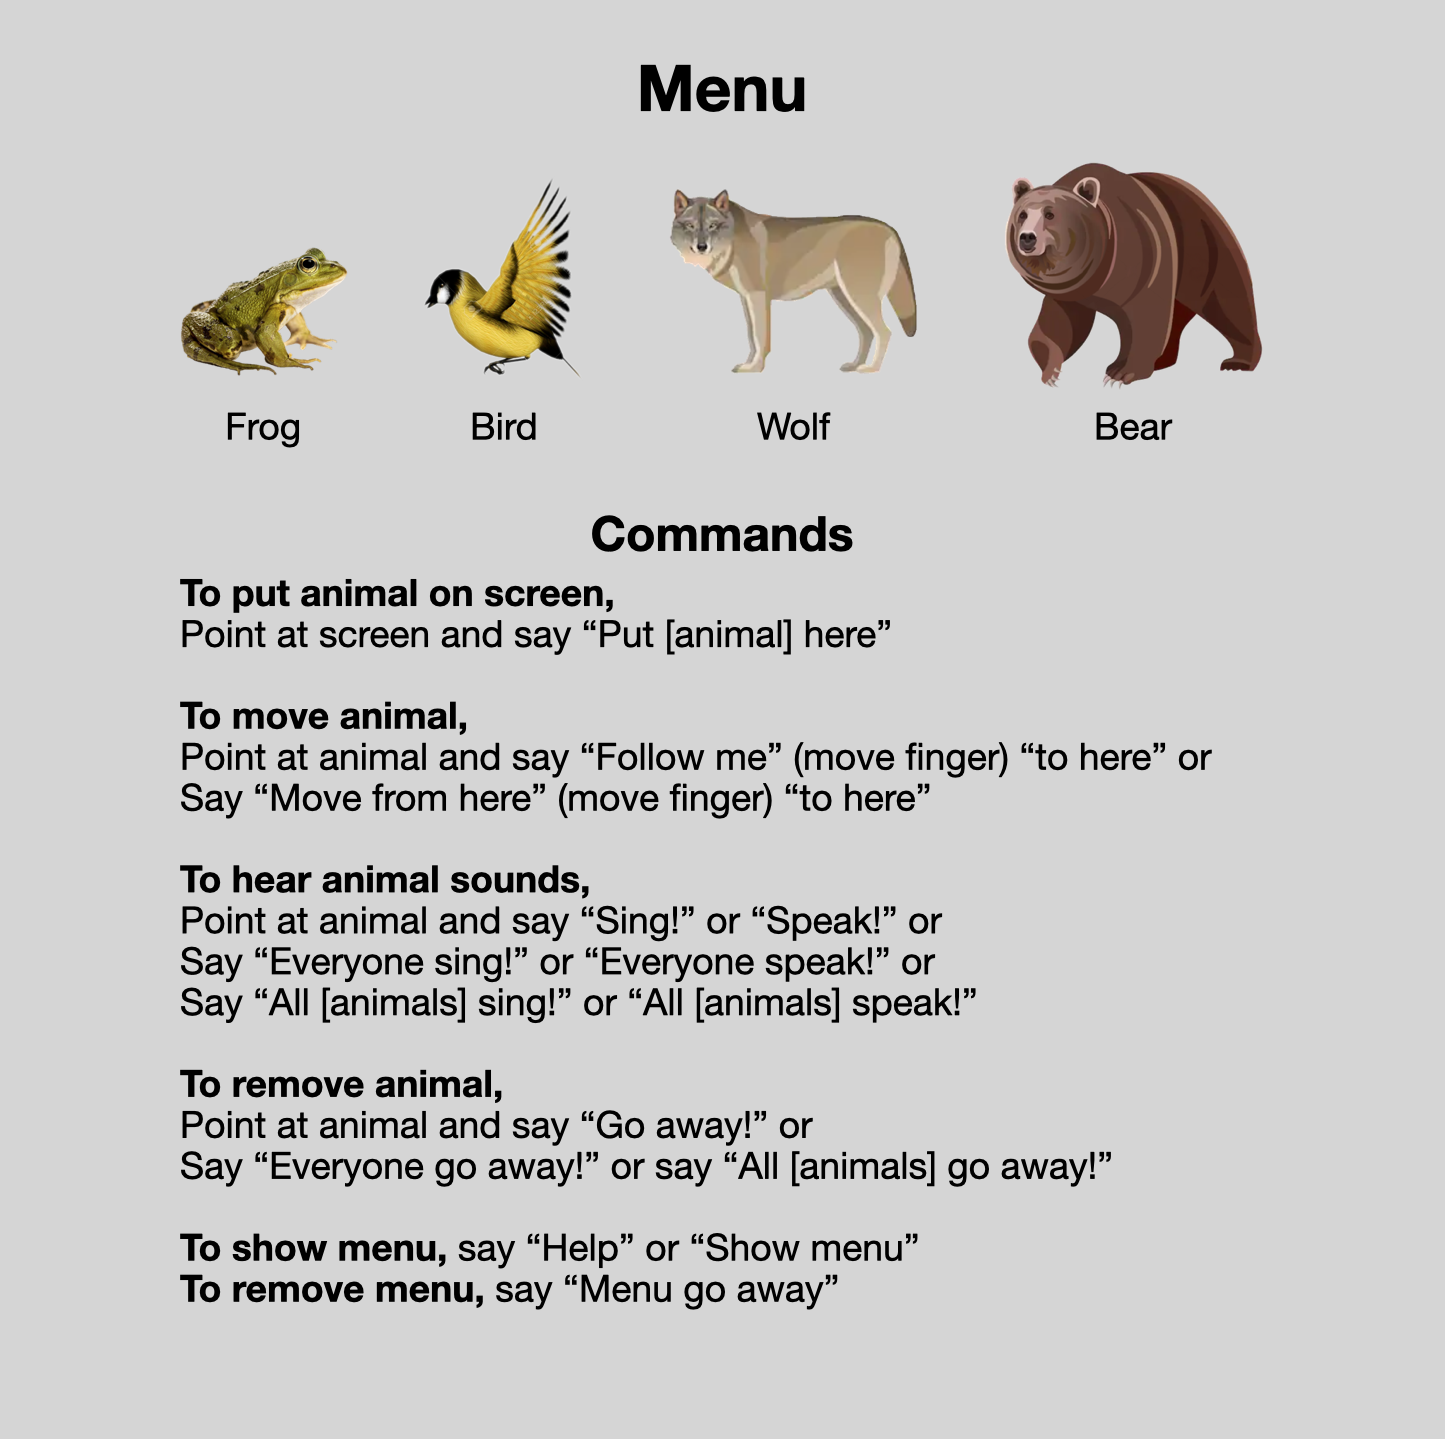 Menu
Frog Bird Wolf Bear
Commands
To put animal on screen,
Point at screen and say “Put [animal] here”
To move animal,
Point at animal and say “Follow me” (move finger) “to here” or
Say “Move from here” (move finger) “to here”
To hear animal sounds,
Point at animal and say “Sing!” or “Speak!” or
Say “Everyone sing!” or “Everyone speak!” or
Say “All [animals] sing!” or “All [animals] speak!”
To remove animal,
Point at animal and say “Go away!” or
Say “Everyone go away!” or say “All [animals] go away!”
To show menu, say “Help” or “Show menu”
To remove menu, say “Menu go away”